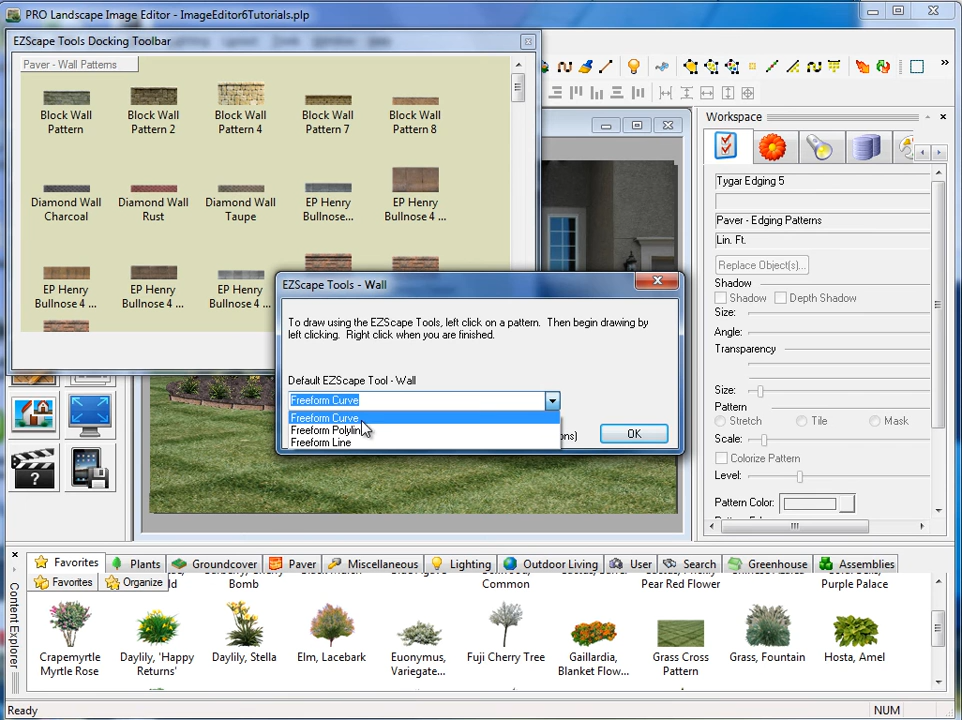 PRO Landscape Image Editor - ImageEditor6Tutorials.plp
EZScape Tools Docking Toolbar
Paver - Wall Patterns
Block Wall Pattern
Block Wall Pattern 2
Block Wall Pattern 4
Block Wall Pattern 7
Block Wall Pattern 8
Diamond Wall Charcoal
Diamond Wall Rust
Diamond Wall Taupe
EP Henry Bullnose...
EP Henry Bullnose 4 ...
EP Henry Bullnose 4 ...
EP Henry Bullnose 4 ...
EP Henry Bullnose 4 ...
EZScape Tools - Wall
To draw using the EZScape Tools, left click on a pattern. Then begin drawing by
left clicking. Right click when you are finished.
Default EZScape Tool - Wall
Freeform Curve
Freeform Curve
Freeform Polylin
Freeform Line
ons)
OK
Workspace
Tygar Edging 5
Paver - Edging Patterns
Lin. Ft.
Replace Object(s)...
Shadow
Shadow
Depth Shadow
Size:
Angle:
Transparency
Size:
Pattern
Stretch
Tile
Mask
Scale:
Colorize Pattern
Level:
Pattern Color:
Content Explorer
Favorites
Plants
Groundcover
Paver
Miscellaneous
Lighting
Outdoor Living
User
Search
Greenhouse
Assemblies
Favorites
Organize
Bomb
Common
Pear Red Flower
Purple Palace
Crapemyrtle Myrtle Rose
Daylily, 'Happy Returns'
Daylily, Stella
Elm, Lacebark
Euonymus, Variegate...
Fuji Cherry Tree
Gaillardia, Blanket Flow...
Grass Cross Pattern
Grass, Fountain
Hosta, Amel
Ready
NUM